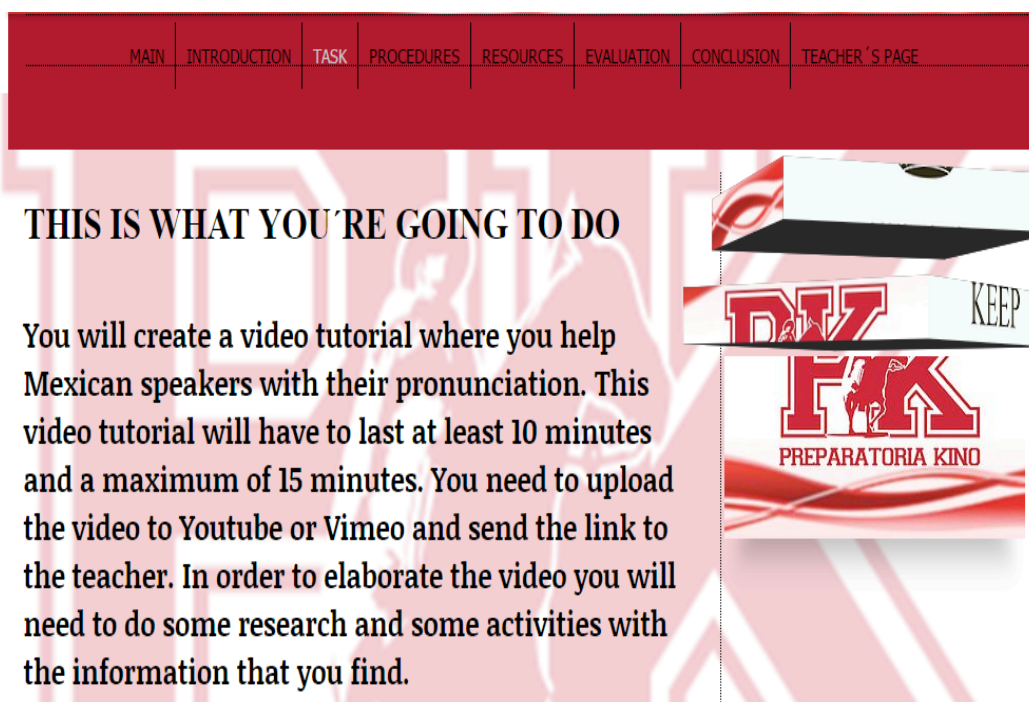 MAIN INTRODUCTION TASK PROCEDURES RESOURCES EVALUATION CONCLUSION TEACHER´S PAGE
THIS IS WHAT YOU´RE GOING TO DO
You will create a video tutorial where you help
Mexican speakers with their pronunciation. This
video tutorial will have to last at least 10 minutes
and a maximum of 15 minutes. You need to upload
the video to Youtube or Vimeo and send the link to
the teacher. In order to elaborate the video you will
need to do some research and some activities with
the information that you find.
KEEP
PK
PREPARATORIA KINO